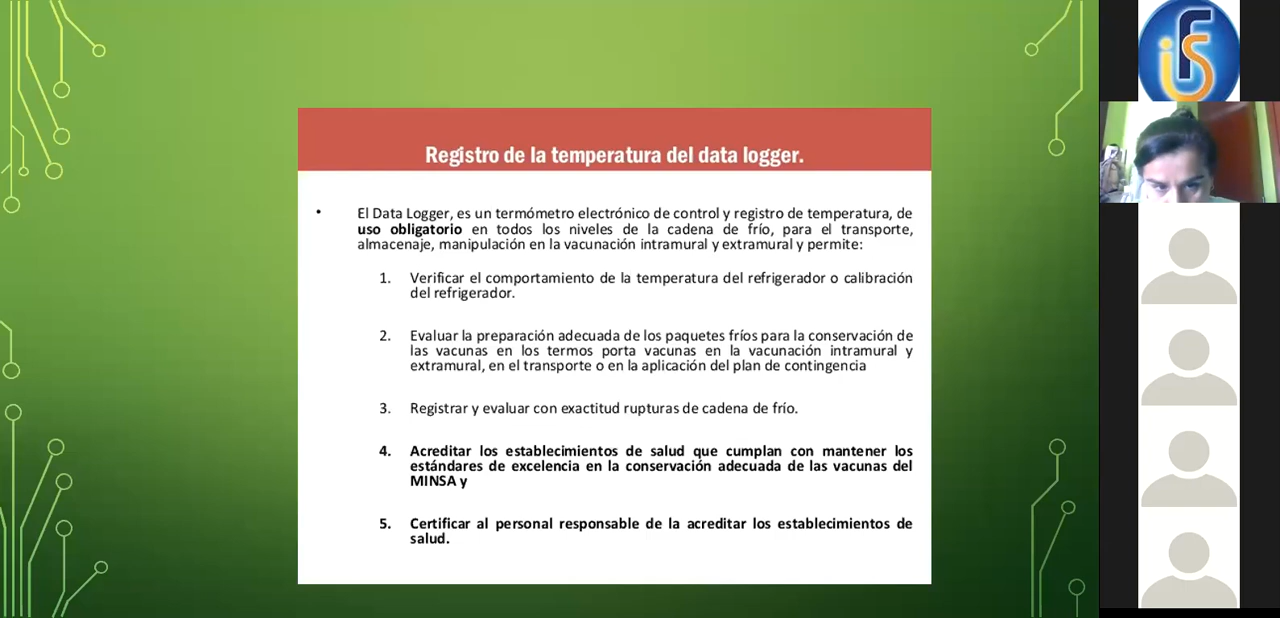 Registro de la temperatura del data logger.
• El Data Logger, es un termómetro electrónico de control y registro de temperatura, de
uso obligatorio en todos los niveles de la cadena de frío, para el transporte,
almacenaje, manipulación en la vacunación intramural y extramural y permite:
1. Verificar el comportamiento de la temperatura del refrigerador o calibración
del refrigerador.
2. Evaluar la preparación adecuada de los paquetes fríos para la conservación de
las vacunas en los termos porta vacunas en la vacunación intramural y
extramural, en el transporte o en la aplicación del plan de contingencia
3. Registrar y evaluar con exactitud rupturas de cadena de frío.
4. Acreditar los establecimientos de salud que cumplan con mantener los
estándares de excelencia en la conservación adecuada de las vacunas del
MINSA y
5. Certificar al personal responsable de la acreditar los establecimientos de
salud.
iFS